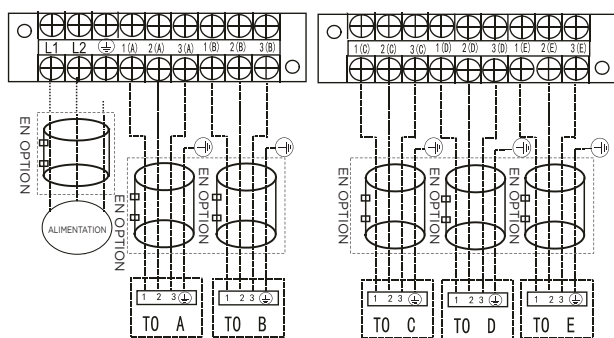 L1 L2 1(A) 2(A) 3(A) 1(B) 2(B) 3(B)
1(C) 2(C) 3(C) 1(D) 2(D) 3(D) 1(E) 2(E) 3(E)
EN OPTION
ALIMENTATION
EN OPTION
EN OPTION
EN OPTION
EN OPTION
EN OPTION
1 2 3
TO A
1 2 3
TO B
1 2 3
TO C
1 2 3
TO D
1 2 3
TO E